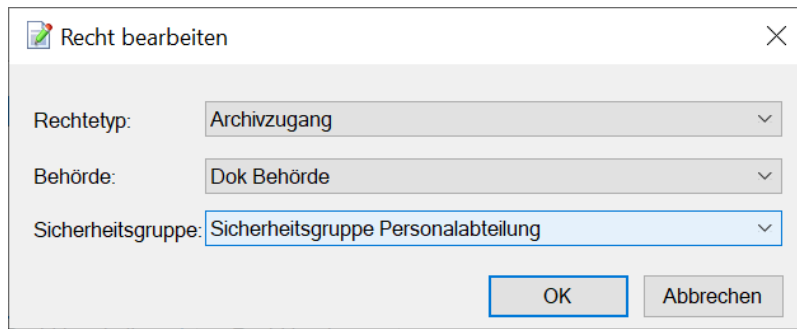 Recht bearbeiten
Rechtetyp: Archivzugang
Behörde: Dok Behörde
Sicherheitsgruppe: Sicherheitsgruppe Personalabteilung
OK Abbrechen